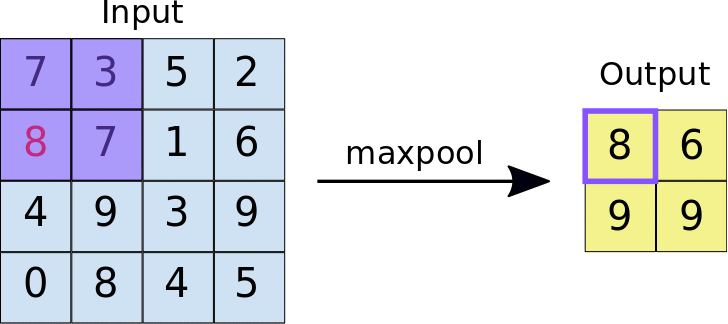 Input
7 3 5 2
8 7 1 6
4 9 3 9
0 8 4 5
maxpool
Output
8 6
9 9